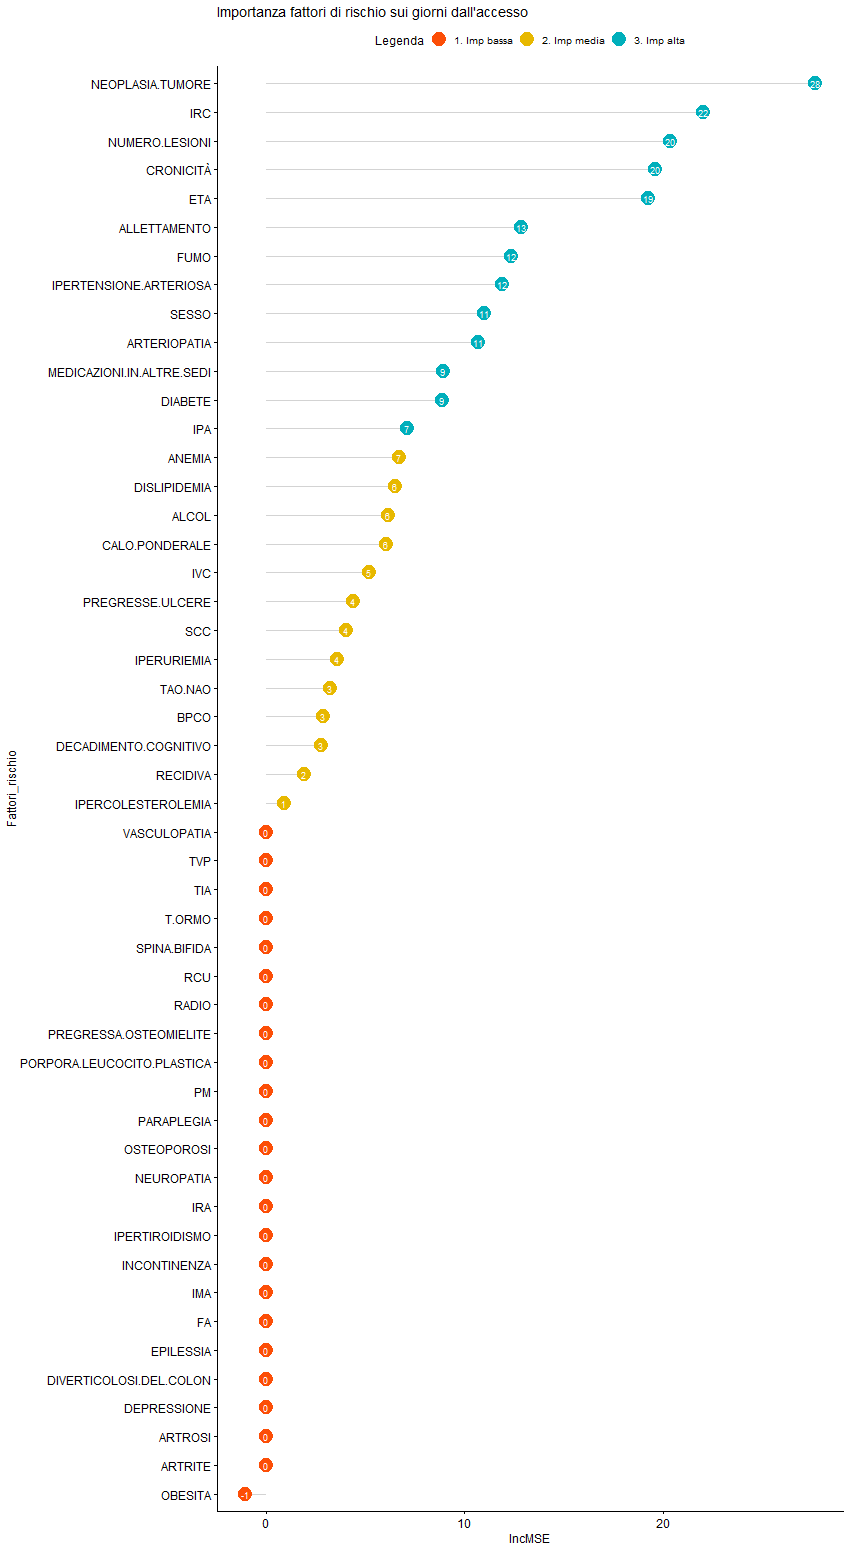 Importanza fattori di rischio sui giorni dall'accesso
Legenda 1. Imp bassa 2. Imp media 3. Imp alta
NEOPLASIA.TUMORE 28
IRC 22
NUMERO.LESIONI 20
CRONICITÀ 20
ETA 19
ALLETTAMENTO 13
FUMO 12
IPERTENSIONE.ARTERIOSA 12
SESSO 11
ARTERIOPATIA 11
MEDICAZIONI.IN.ALTRE.SEDI 9
DIABETE 9
IPA 7
ANEMIA 7
DISLIPIDEMIA 6
ALCOL 6
CALO.PONDERALE 6
IVC 5
PREGRESSE.ULCERE 4
SCC 4
IPERURIEMIA 4
TAO.NAO 3
BPCO 3
DECADIMENTO.COGNITIVO 3
RECIDIVA 2
IPERCOLESTEROLEMIA 1
VASCULOPATIA 0
TVP 0
TIA 0
T.ORMO 0
SPINA.BIFIDA 0
RCU 0
RADIO 0
PREGRESSA.OSTEOMIELITE 0
PORPORA.LEUCOCITO.PLASTICA 0
PM 0
PARAPLEGIA 0
OSTEOPOROSI 0
NEUROPATIA 0
IRA 0
IPERTIROIDISMO 0
INCONTINENZA 0
IMA 0
FA 0
EPILESSIA 0
DIVERTICOLOSI.DEL.COLON 0
DEPRESSIONE 0
ARTROSI 0
ARTRITE 0
OBESITA -1
Fattori_rischio
0 10 20
IncMSE